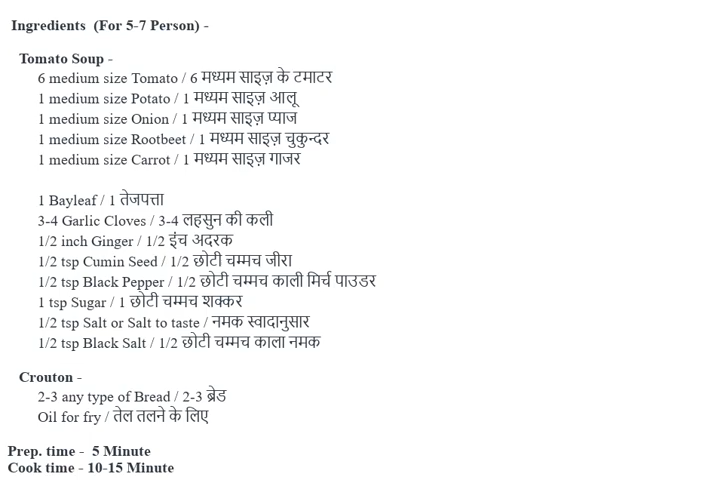 Ingredients (For 5-7 Person) -
Tomato Soup -
6 medium size Tomato / 6 मध्यम साइज़ के टमाटर
1 medium size Potato / 1 मध्यम साइज़ आलू
1 medium size Onion / 1 मध्यम साइज़ प्याज
1 medium size Rootbeet / 1 मध्यम साइज़ चुकुन्दर
1 medium size Carrot / 1 मध्यम साइज़ गाजर
1 Bayleaf / 1 तेजपत्ता
3-4 Garlic Cloves / 3-4 लहसुन की कली
1/2 inch Ginger / 1/2 इंच अदरक
1/2 tsp Cumin Seed / 1/2 छोटी चम्मच जीरा
1/2 tsp Black Pepper / 1/2 छोटी चम्मच काली मिर्च पाउडर
1 tsp Sugar / 1 छोटी चम्मच शक्कर
1/2 tsp Salt or Salt to taste / नमक स्वादानुसार
1/2 tsp Black Salt / 1/2 छोटी चम्मच काला नमक
Crouton -
2-3 any type of Bread / 2-3 ब्रेड
Oil for fry / तेल तलने के लिए
Prep. time - 5 Minute
Cook time - 10-15 Minute